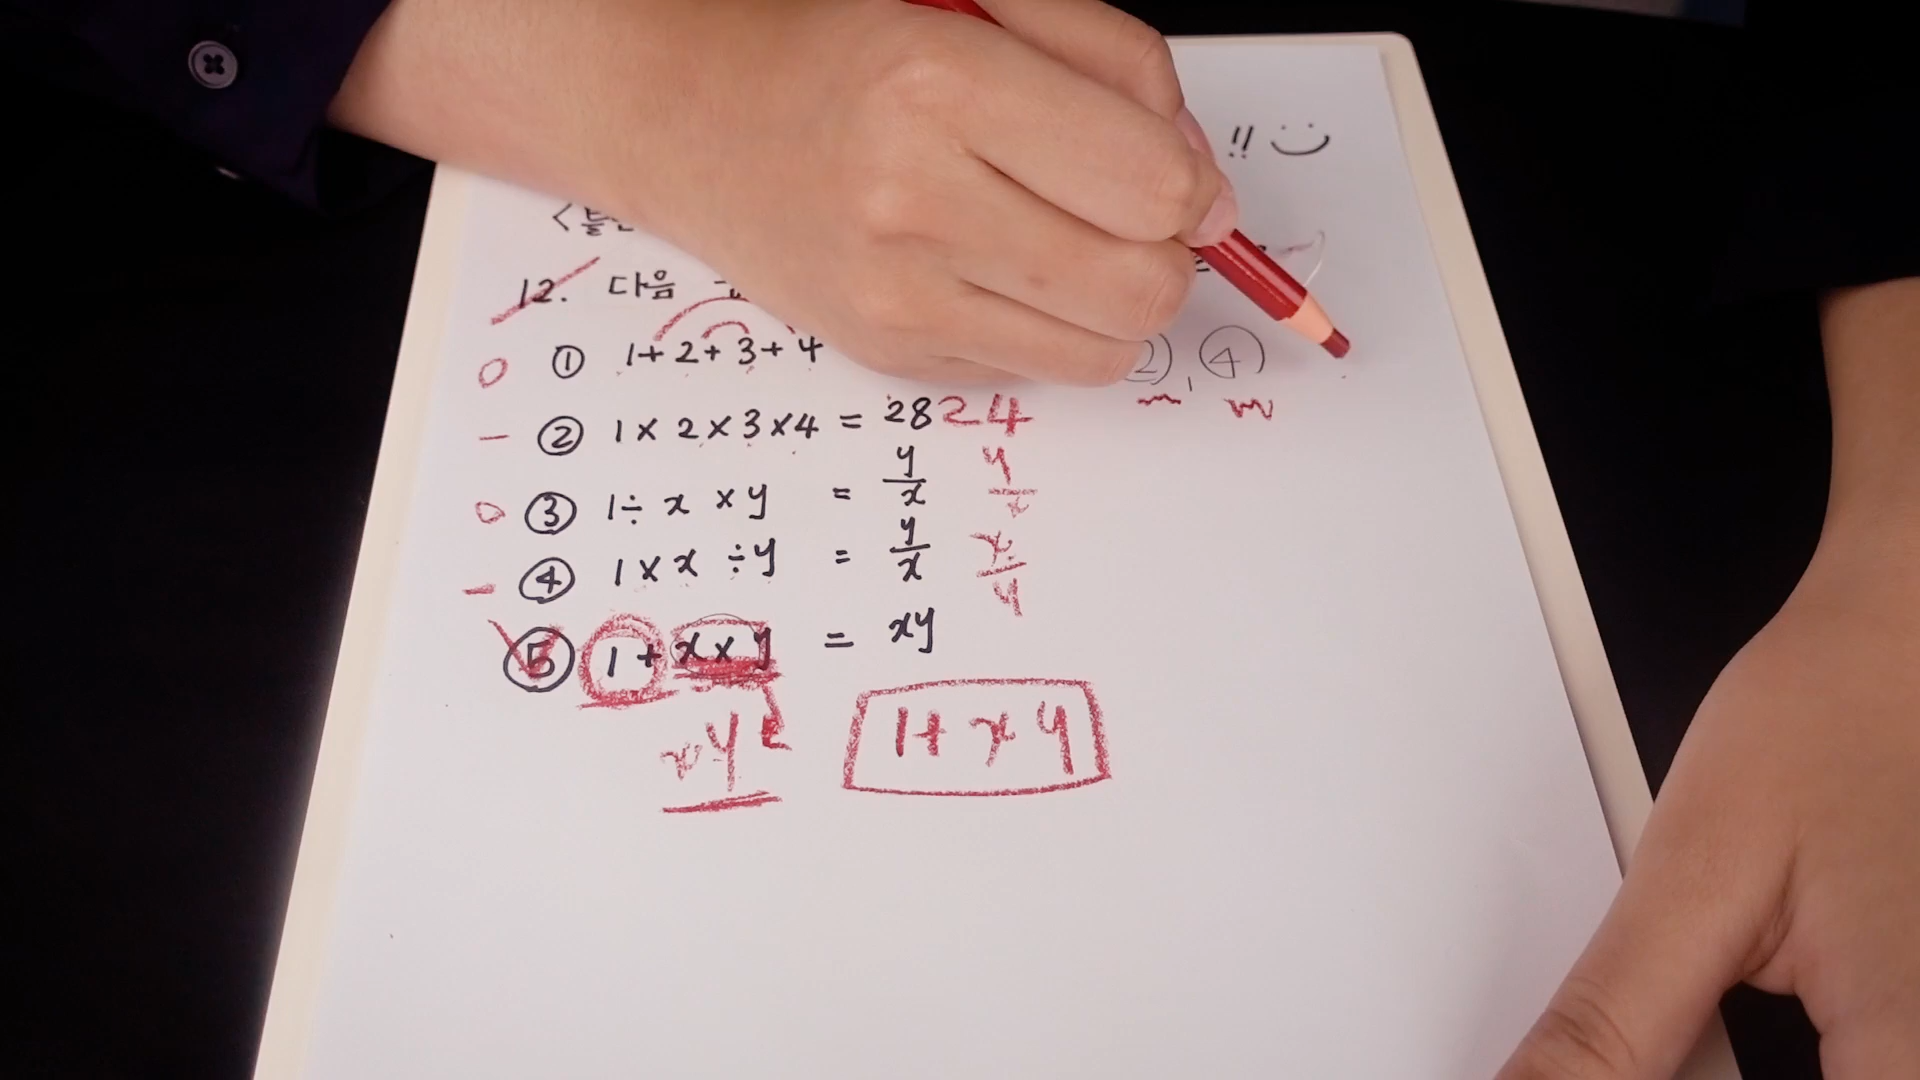 !!
12. 다음
① 1+2+3+4
②, ④
② 1×2×3×4 = 28 24
③ 1÷x×y = y/x y/x
④ 1×x÷y = y/x x/y
⑤ 1+x×y = xy
xy 1+xy